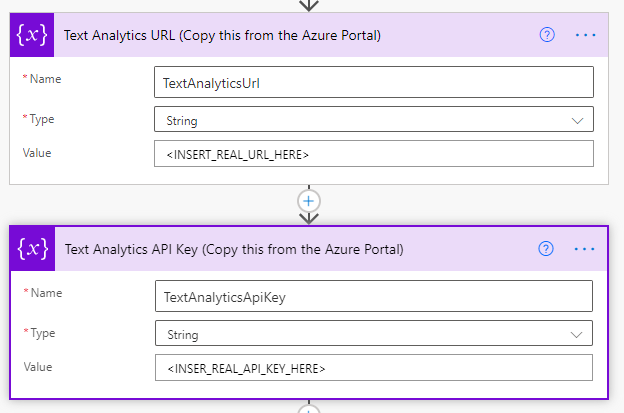 {x} Text Analytics URL (Copy this from the Azure Portal) ? ...
* Name TextAnalyticsUrl
* Type String
Value <INSERT_REAL_URL_HERE>
+
{x} Text Analytics API Key (Copy this from the Azure Portal) ? ...
* Name TextAnalyticsApiKey
* Type String
Value <INSER_REAL_API_KEY_HERE>